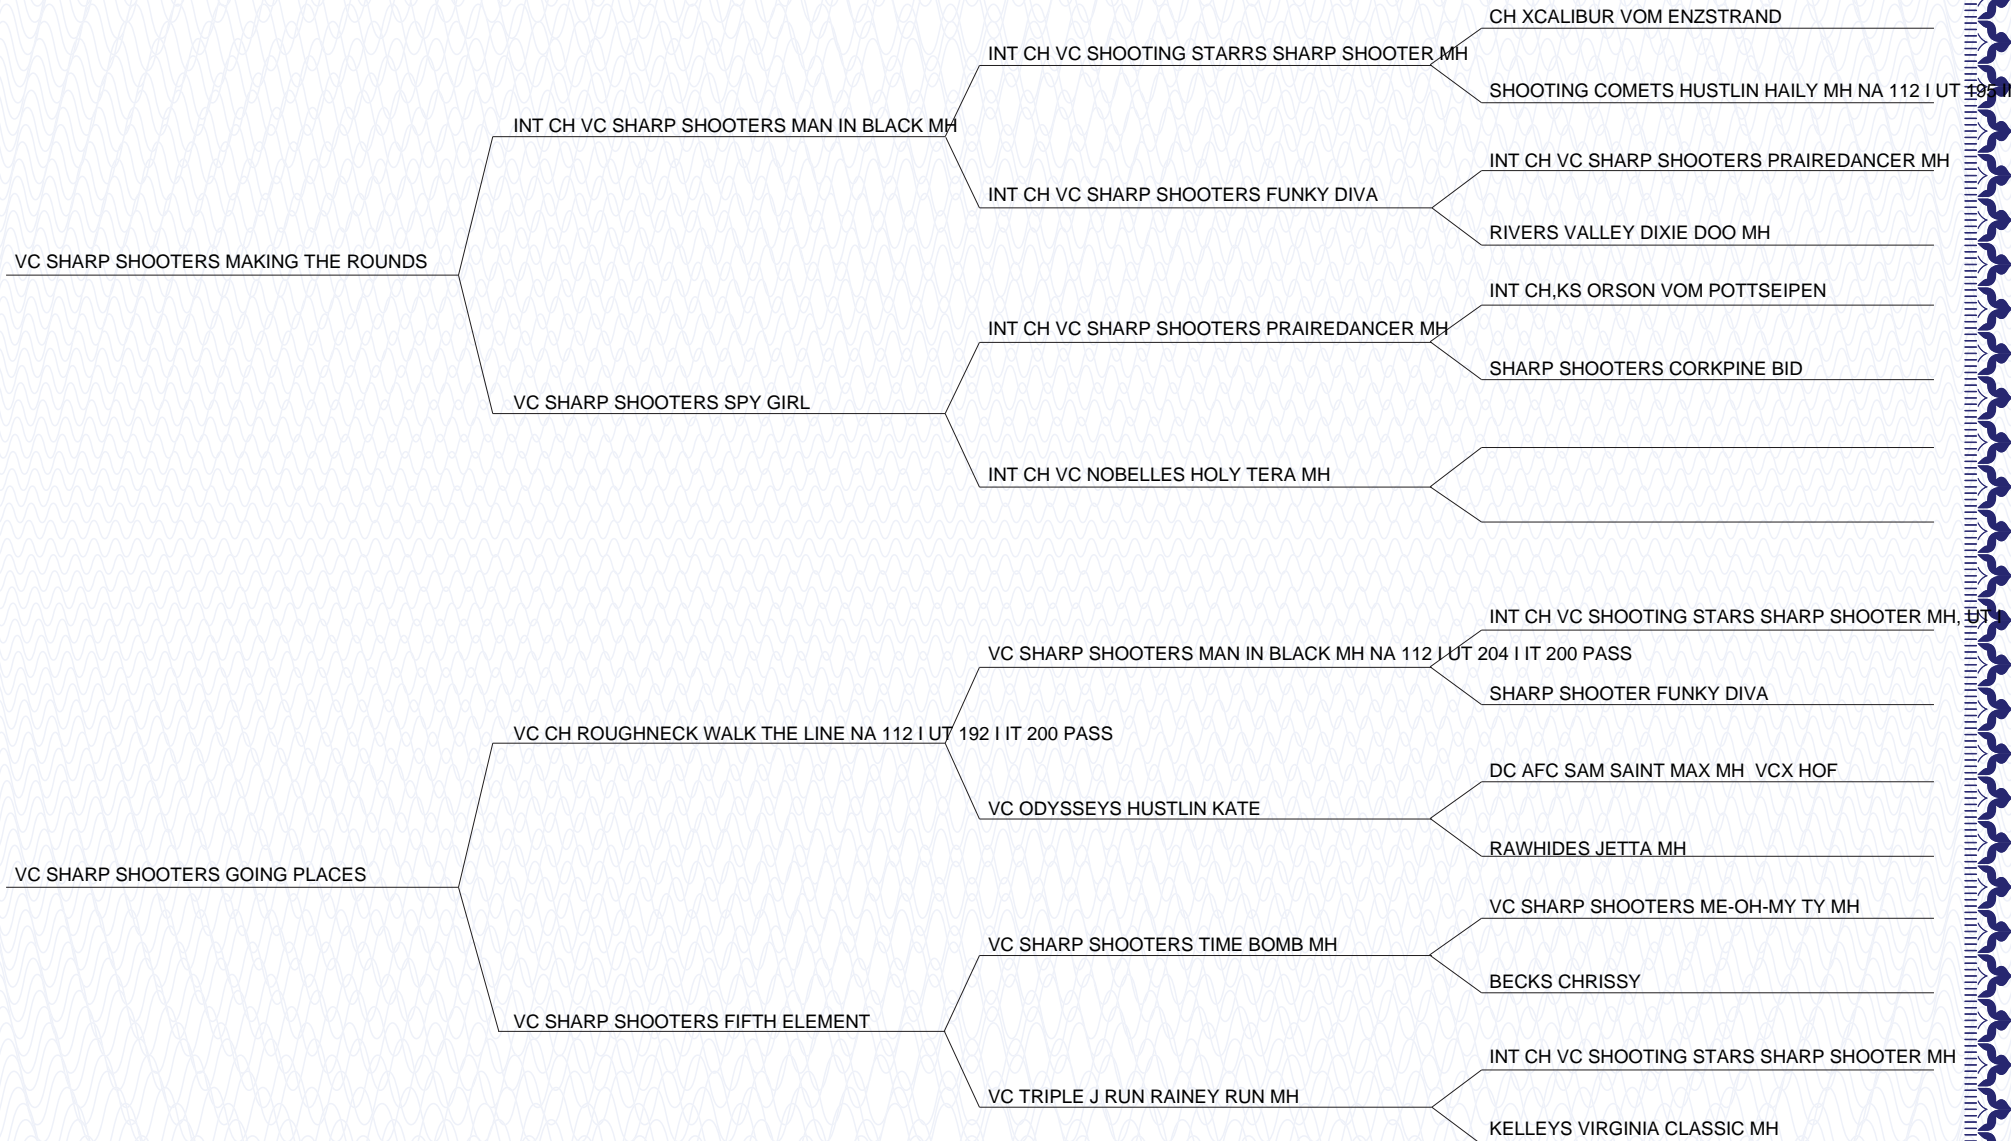 CH XCALIBUR VOM ENZSTRAND
INT CH VC SHOOTING STARRS SHARP SHOOTER MH
SHOOTING COMETS HUSTLIN HAILY MH NA 112 I UT 195 I
INT CH VC SHARP SHOOTERS MAN IN BLACK MH
INT CH VC SHARP SHOOTERS PRAIREDANCER MH
INT CH VC SHARP SHOOTERS FUNKY DIVA
RIVERS VALLEY DIXIE DOO MH
VC SHARP SHOOTERS MAKING THE ROUNDS
INT CH,KS ORSON VOM POTTSEIPEN
INT CH VC SHARP SHOOTERS PRAIREDANCER MH
SHARP SHOOTERS CORKPINE BID
VC SHARP SHOOTERS SPY GIRL
INT CH VC NOBELLES HOLY TERA MH
INT CH VC SHOOTING STARS SHARP SHOOTER MH, UT I
VC SHARP SHOOTERS MAN IN BLACK MH NA 112 I UT 204 I IT 200 PASS
SHARP SHOOTER FUNKY DIVA
VC CH ROUGHNECK WALK THE LINE NA 112 I UT 192 I IT 200 PASS
DC AFC SAM SAINT MAX MH  VCX HOF
VC ODYSSEYS HUSTLIN KATE
RAWHIDES JETTA MH
VC SHARP SHOOTERS GOING PLACES
VC SHARP SHOOTERS ME-OH-MY TY MH
VC SHARP SHOOTERS TIME BOMB MH
BECKS CHRISSY
VC SHARP SHOOTERS FIFTH ELEMENT
INT CH VC SHOOTING STARS SHARP SHOOTER MH
VC TRIPLE J RUN RAINEY RUN MH
KELLEYS VIRGINIA CLASSIC MH